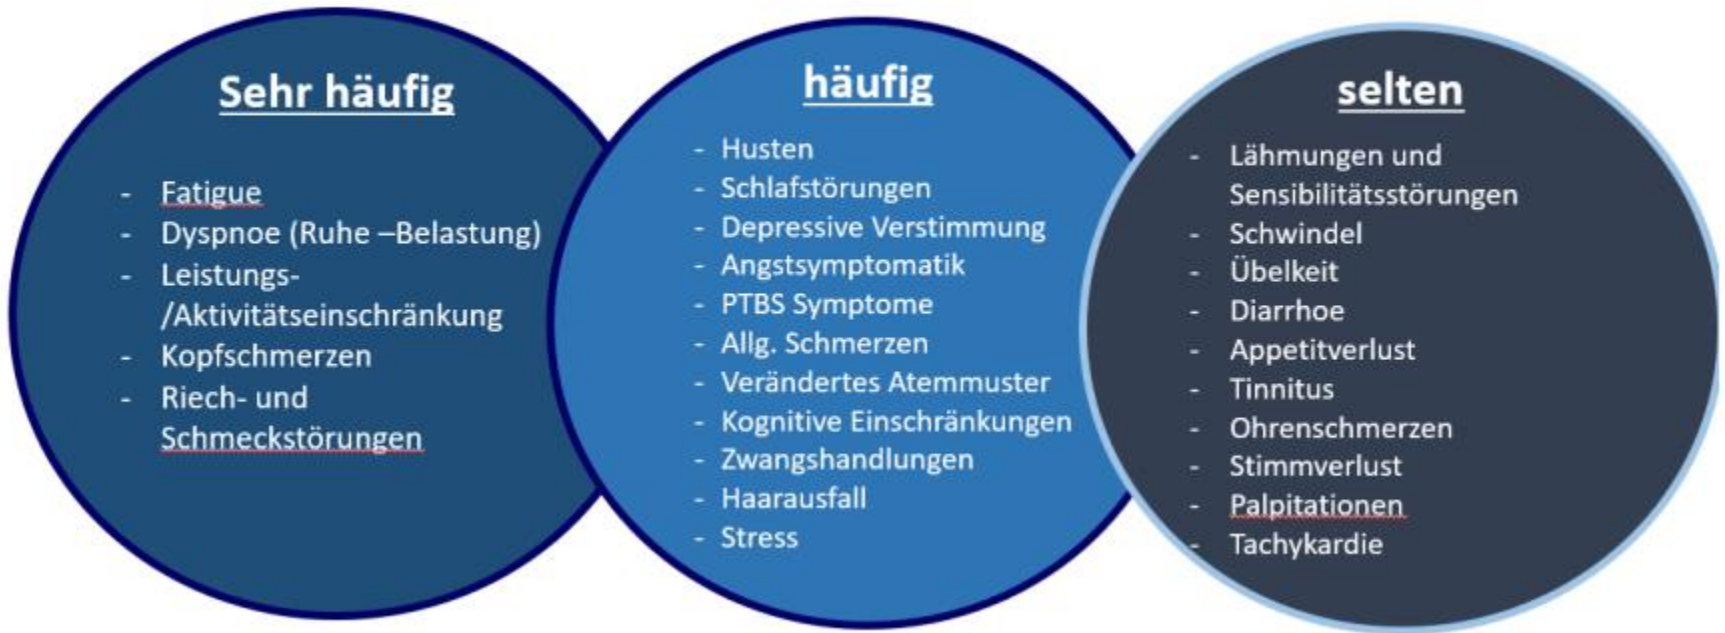 Sehr häufig
- Fatigue
- Dyspnoe (Ruhe –Belastung)
- Leistungs-
/Aktivitätseinschränkung
- Kopfschmerzen
- Riech- und
Schmeckstörungen
häufig
- Husten
- Schlafstörungen
- Depressive Verstimmung
- Angstsymptomatik
- PTBS Symptome
- Allg. Schmerzen
- Verändertes Atemmuster
- Kognitive Einschränkungen
- Zwangshandlungen
- Haarausfall
- Stress
selten
- Lähmungen und
Sensibilitätsstörungen
- Schwindel
- Übelkeit
- Diarrhoe
- Appetitverlust
- Tinnitus
- Ohrenschmerzen
- Stimmverlust
- Palpitationen
- Tachykardie